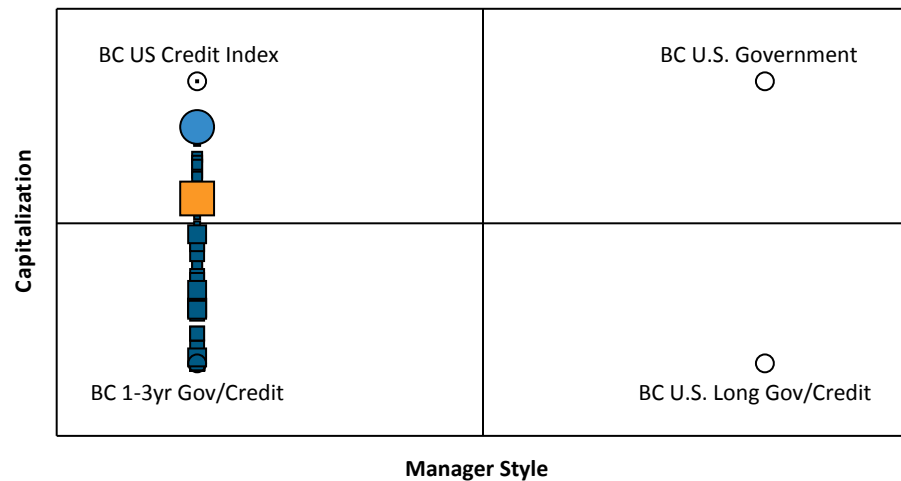 BC US Credit Index
BC U.S. Government
Capitalization
BC 1-3yr Gov/Credit
BC U.S. Long Gov/Credit
Manager Style